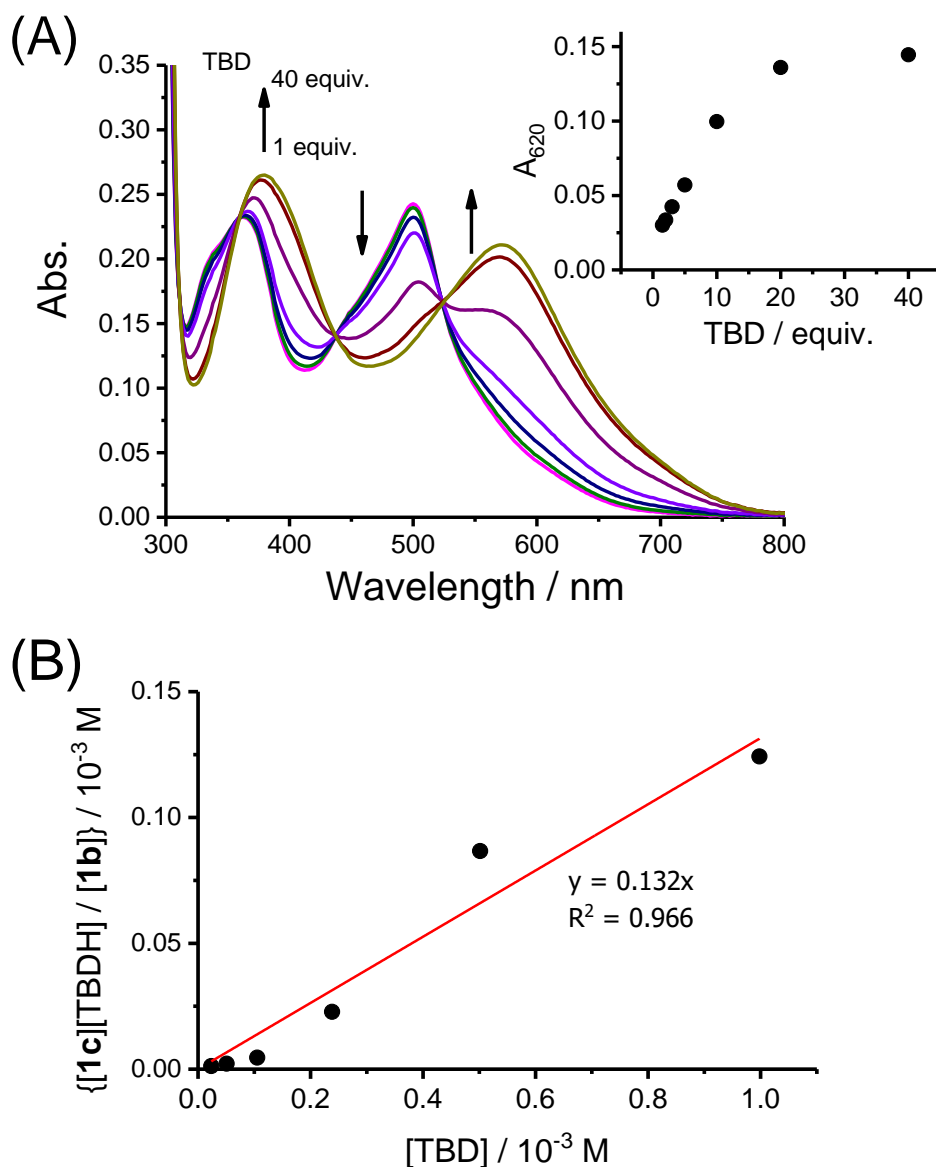 (A)
TBD
40 equiv.
1 equiv.
0.35
0.30
0.25
0.20
0.15
0.10
0.05
0.00
Abs.
300 400 500 600 700 800
Wavelength / nm
0.15
0.10
0.05
0.00
A620
0 10 20 30 40
TBD / equiv.
(B)
0.15
0.10
0.05
0.00
{[1c][TBDH] / [1b]} / 10-3 M
y = 0.132x
R2 = 0.966
0.0 0.2 0.4 0.6 0.8 1.0
[TBD] / 10-3 M